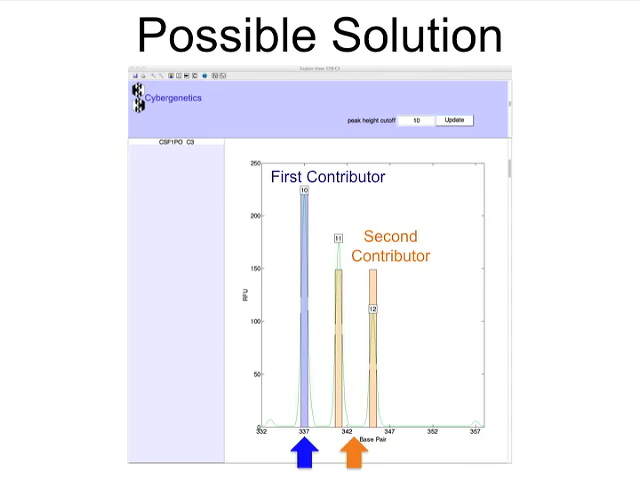 Possible Solution
Cybergenetics
peak height cutoff 10 Update
CSF1PO C3
First Contributor
Second
Contributor
10
11
12
250
200
150
100
50
0
RFU
332 337 342 347 352 357
Base Pair